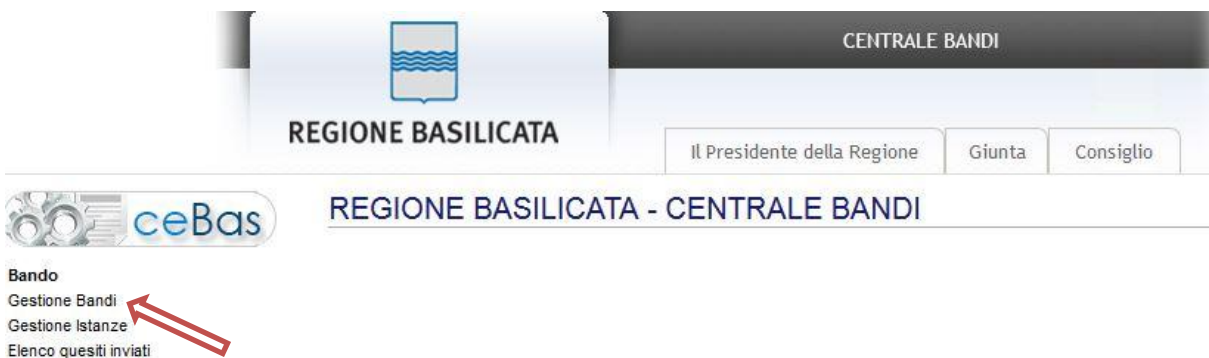 CENTRALE BANDI
REGIONE BASILICATA
Il Presidente della Regione
Giunta
Consiglio
ceBas
REGIONE BASILICATA - CENTRALE BANDI
Bando
Gestione Bandi
Gestione Istanze
Elenco quesiti inviati